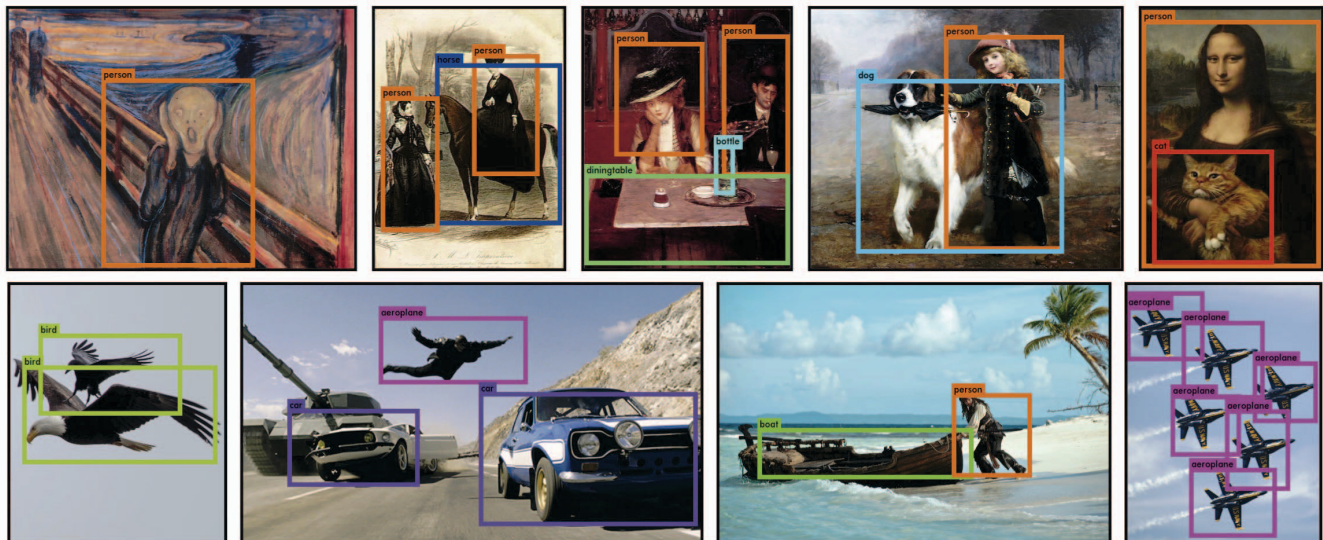 person
person
horse
person
person
person
bottle
diningtable
person
dog
person
cat
bird
bird
aeroplane
car
car
person
boat
aeroplane
aeroplane
aeroplane
aeroplane
aeroplane
aeroplane